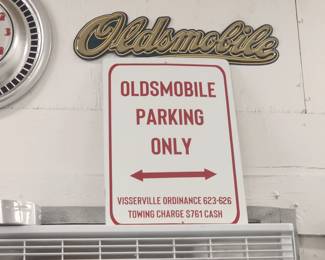 Oldsmobile
OLDSMOBILE
PARKING
ONLY
VISSERVILLE ORDINANCE 623-626
TOWING CHARGE $761 CASH